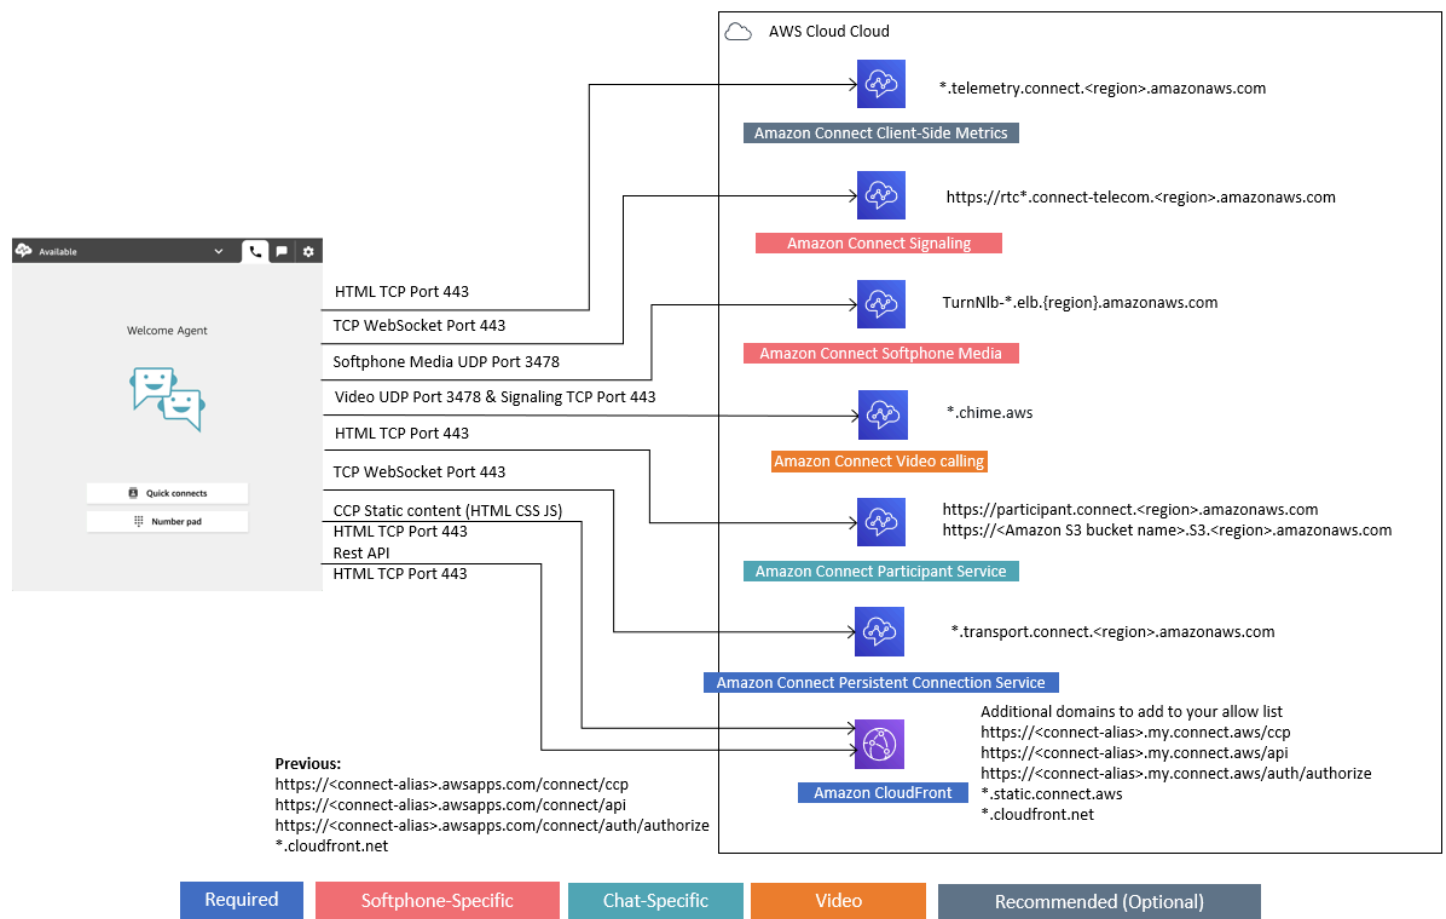 AWS Cloud Cloud
*.telemetry.connect.<region>.amazonaws.com
Amazon Connect Client-Side Metrics
https://rtc*.connect-telecom.<region>.amazonaws.com
Amazon Connect Signaling
TurnNlb-*.elb.{region}.amazonaws.com
Amazon Connect Softphone Media
*.chime.aws
Amazon Connect Video calling
https://participant.connect.<region>.amazonaws.com
https://<Amazon S3 bucket name>.S3.<region>.amazonaws.com
Amazon Connect Participant Service
*.transport.connect.<region>.amazonaws.com
Amazon Connect Persistent Connection Service
Additional domains to add to your allow list
https://<connect-alias>.my.connect.aws/ccp
https://<connect-alias>.my.connect.aws/api
https://<connect-alias>.my.connect.aws/auth/authorize
*.static.connect.aws
*.cloudfront.net
Amazon CloudFront
Available
Welcome Agent
Quick connects
Number pad
HTML TCP Port 443
TCP WebSocket Port 443
Softphone Media UDP Port 3478
Video UDP Port 3478 & Signaling TCP Port 443
HTML TCP Port 443
TCP WebSocket Port 443
CCP Static content (HTML CSS JS)
HTML TCP Port 443
Rest API
HTML TCP Port 443
Previous:
https://<connect-alias>.awsapps.com/connect/ccp
https://<connect-alias>.awsapps.com/connect/api
https://<connect-alias>.awsapps.com/connect/auth/authorize
*.cloudfront.net
Required
Softphone-Specific
Chat-Specific
Video
Recommended (Optional)